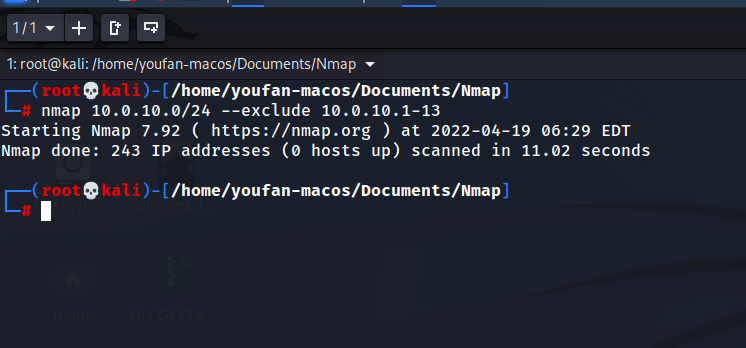 1/1
1: root@kali: /home/youfan-macos/Documents/Nmap
┌──(root💀kali)-[/home/youfan-macos/Documents/Nmap]
└─# nmap 10.0.10.0/24 --exclude 10.0.10.1-13
Starting Nmap 7.92 ( https://nmap.org ) at 2022-04-19 06:29 EDT
Nmap done: 243 IP addresses (0 hosts up) scanned in 11.02 seconds
┌──(root💀kali)-[/home/youfan-macos/Documents/Nmap]
└─#
Home